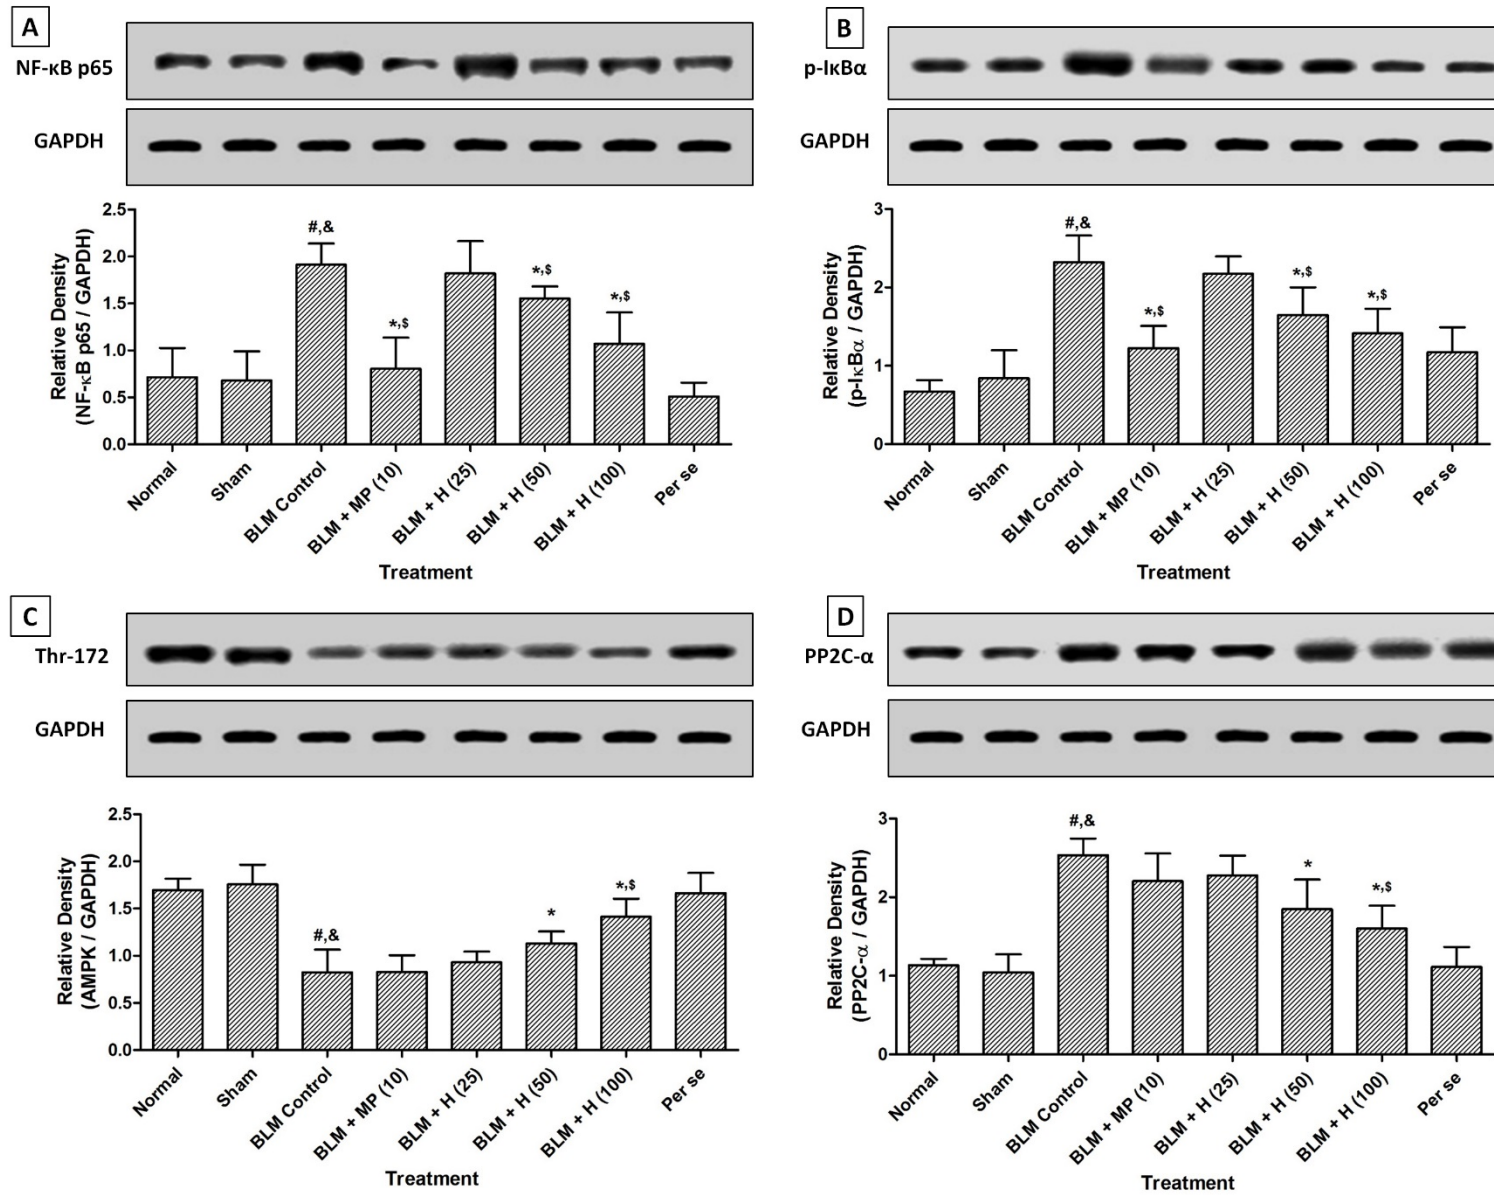 A
NF-κB p65
GAPDH
Relative Density
(NF-κB p65 / GAPDH)
2.5
2.0
1.5
1.0
0.5
0.0
#,&
*,$
*,$
*,$
Normal
Sham
BLM Control
BLM + MP (10)
BLM + H (25)
BLM + H (50)
BLM + H (100)
Per se
Treatment
B
p-IκBα
GAPDH
Relative Density
(p-IκBα / GAPDH)
3
2
1
0
#,&
*,$
*,$
*,$
Normal
Sham
BLM Control
BLM + MP (10)
BLM + H (25)
BLM + H (50)
BLM + H (100)
Per se
Treatment
C
Thr-172
GAPDH
Relative Density
(AMPK / GAPDH)
2.5
2.0
1.5
1.0
0.5
0.0
#,&
*
*,$
Normal
Sham
BLM Control
BLM + MP (10)
BLM + H (25)
BLM + H (50)
BLM + H (100)
Per se
Treatment
D
PP2C-α
GAPDH
Relative Density
(PP2C-α / GAPDH)
3
2
1
0
#,&
*
*,$
Normal
Sham
BLM Control
BLM + MP (10)
BLM + H (25)
BLM + H (50)
BLM + H (100)
Per se
Treatment